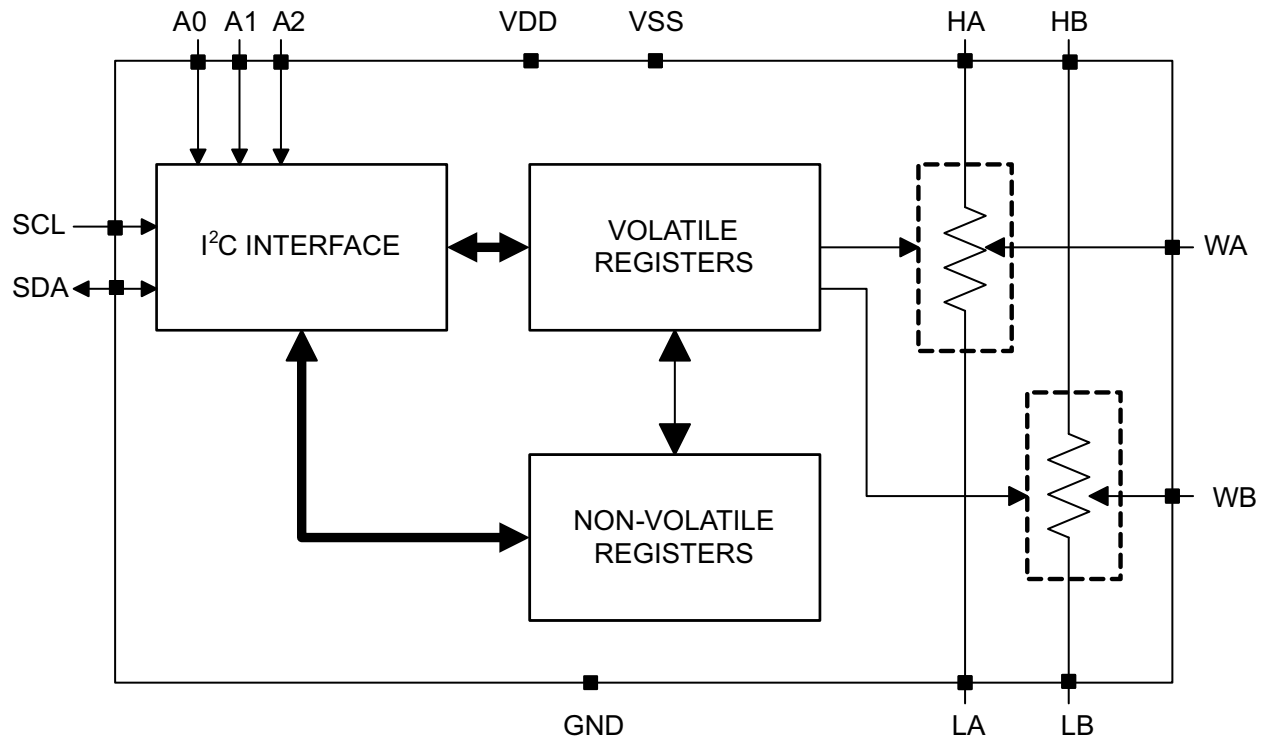 A0 A1 A2 VDD VSS HA HB
SCL
SDA
I²C INTERFACE
VOLATILE
REGISTERS
WA
WB
NON-VOLATILE
REGISTERS
GND LA LB